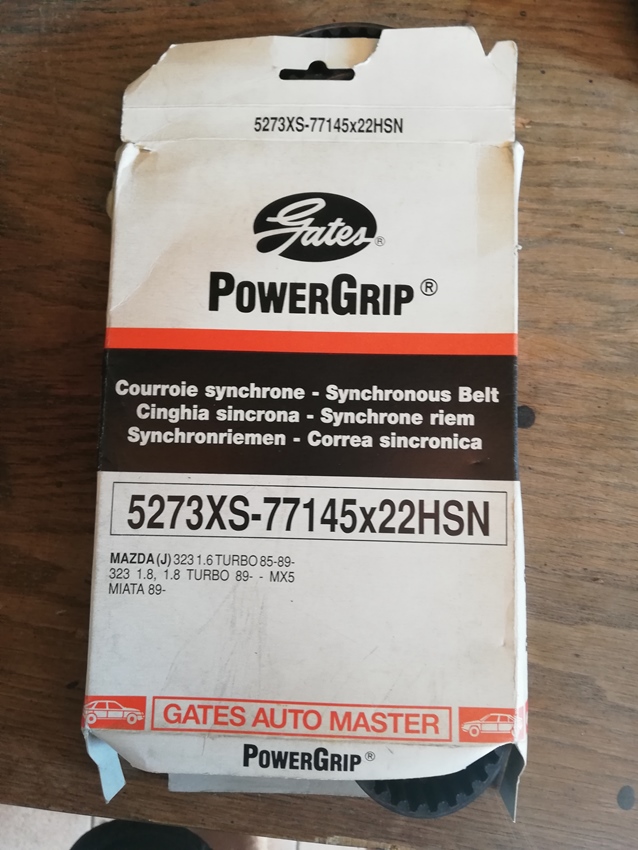 5273XS-77145x22HSN
Gates®
POWERGRIP®
Courroie synchrone - Synchronous Belt
Cinghia sincrona - Synchrone riem
Synchronriemen - Correa sincronica
5273XS-77145x22HSN
MAZDA (J) 323 1.6 TURBO 85-89-
323 1.8, 1.8 TURBO 89- - MX5
MIATA 89-
GATES AUTO MASTER
POWERGRIP®